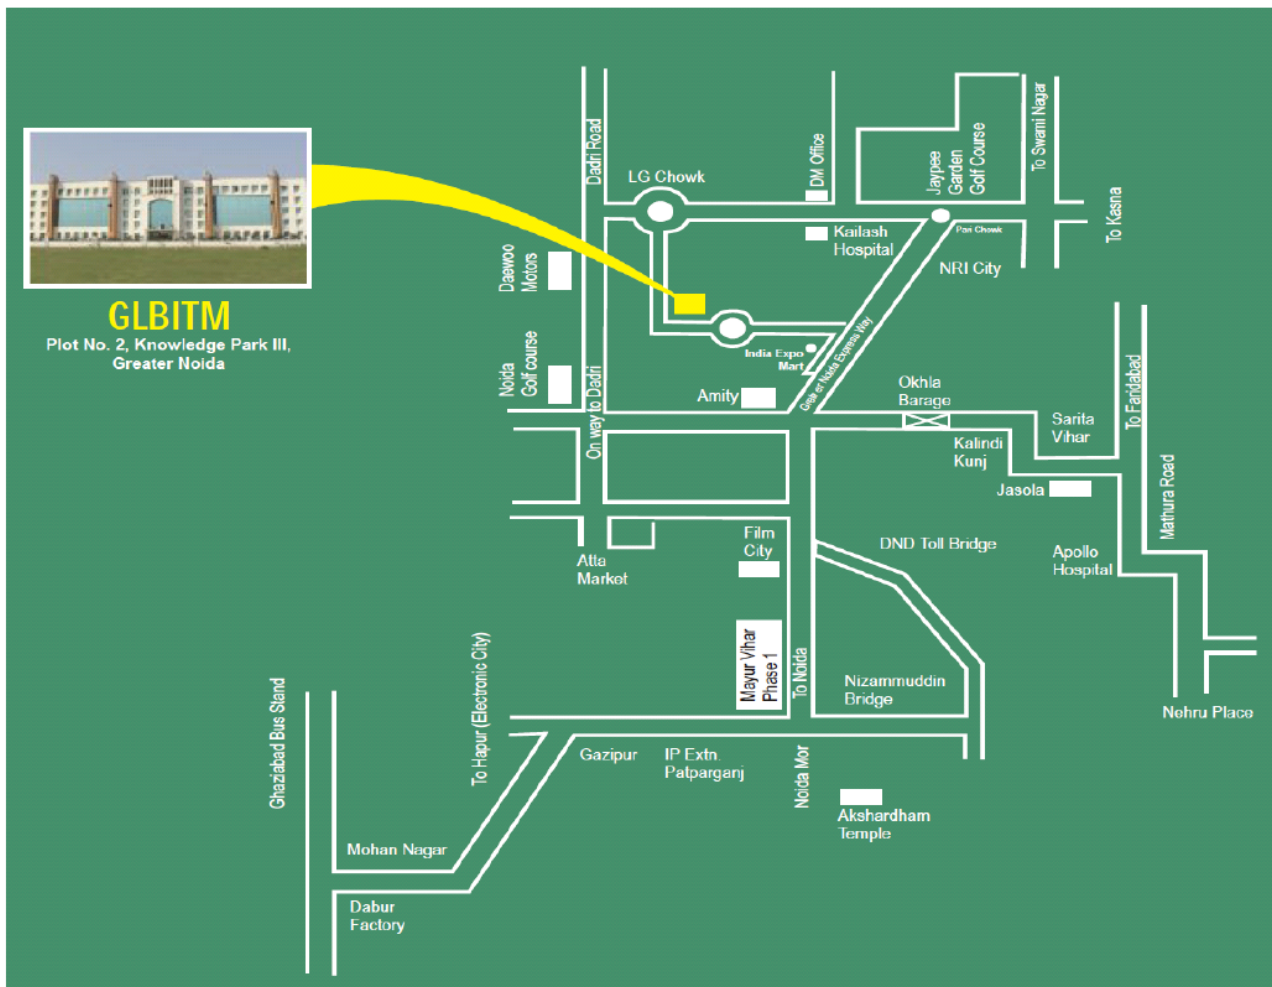 GLBITM
Plot No. 2, Knowledge Park III,
Greater Noida
Dadri Road
LG Chowk
DM Office
Jaypee
Garden
Golf Course
To Swami Nagar
To Kasna
Pari Chowk
Kailash
Hospital
NRI City
Daewoo
Motors
India Expo
Mart
Greater Noida Express Way
Noida
Golf course
On way to Dadri
Amity
Okhla
Barage
Kalindi
Kunj
Sarita
Vihar
To Faridabad
Mathura Road
Jasola
Film
City
DND Toll Bridge
Apollo
Hospital
Atta
Market
Mayur Vihar
Phase 1
To Noida
Nizammuddin
Bridge
Nehru Place
Ghaziabad Bus Stand
To Hapur (Electronic City)
Gazipur
IP Extn.
Patparganj
Noida Mor
Akshardham
Temple
Mohan Nagar
Dabur
Factory